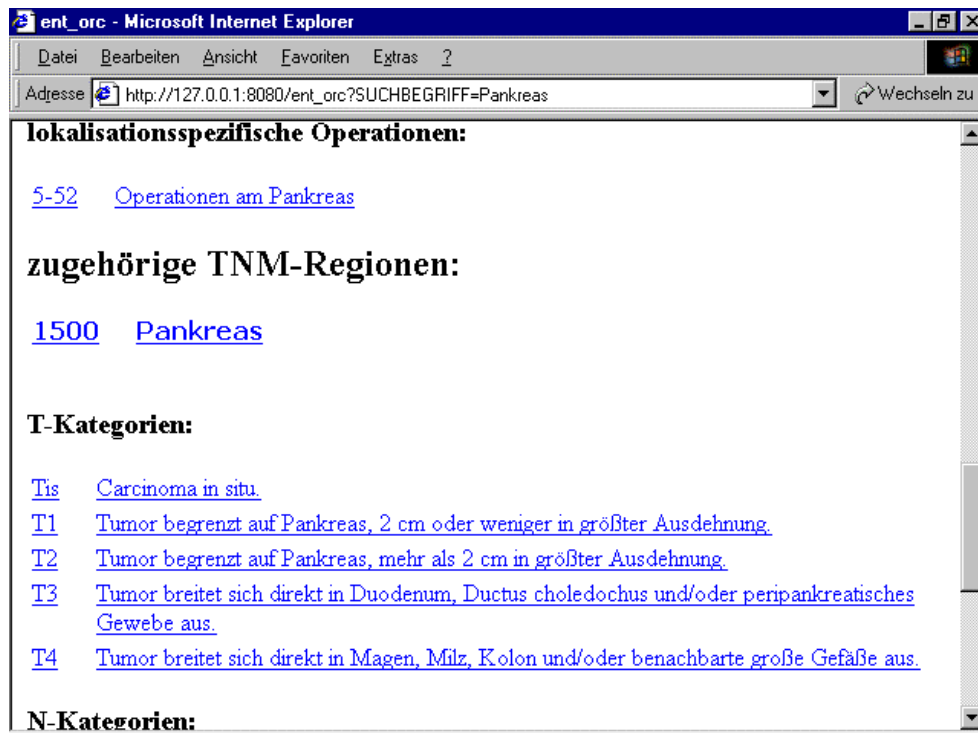 ent_orc - Microsoft Internet Explorer
Datei Bearbeiten Ansicht Favoriten Extras ?
Adresse http://127.0.0.1:8080/ent_orc?SUCHBEGRIFF=Pankreas Wechseln zu
lokalisationsspezifische Operationen:
5-52 Operationen am Pankreas
zugehörige TNM-Regionen:
1500 Pankreas
T-Kategorien:
Tis Carcinoma in situ.
T1 Tumor begrenzt auf Pankreas, 2 cm oder weniger in größter Ausdehnung.
T2 Tumor begrenzt auf Pankreas, mehr als 2 cm in größter Ausdehnung.
T3 Tumor breitet sich direkt in Duodenum, Ductus choledochus und/oder peripankreatisches
Gewebe aus.
T4 Tumor breitet sich direkt in Magen, Milz, Kolon und/oder benachbarte große Gefäße aus.
N-Kategorien: